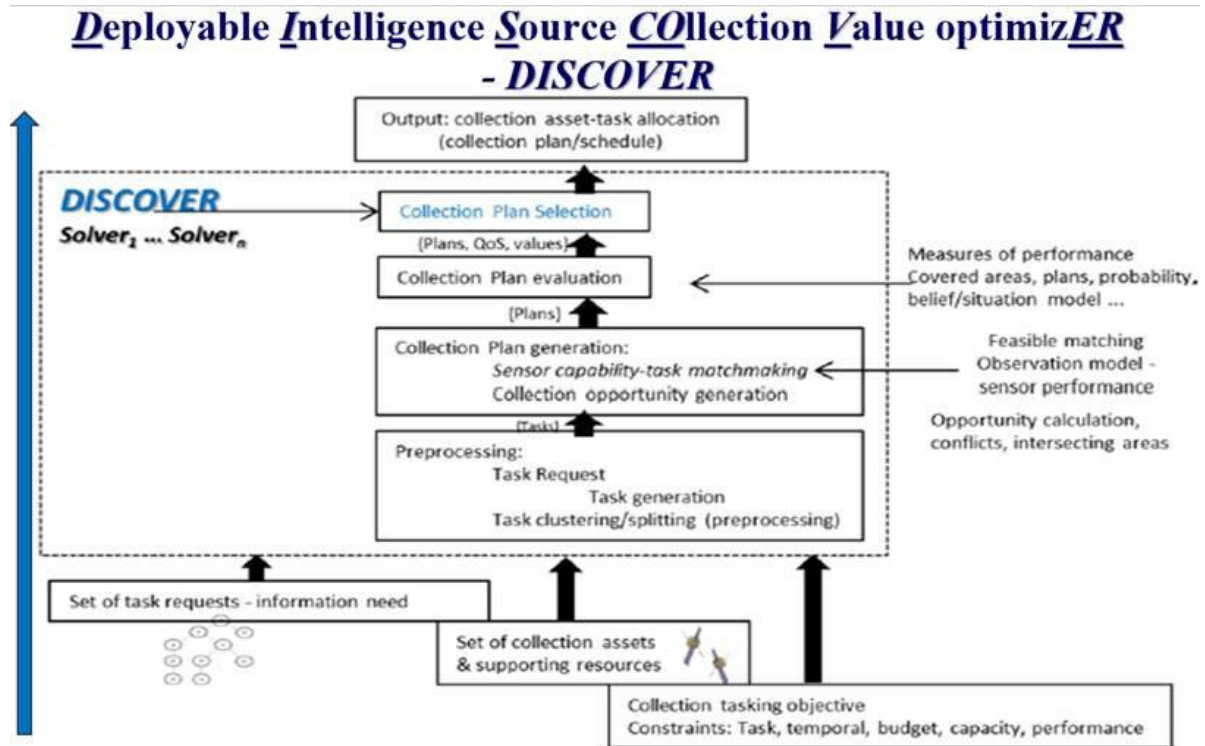 Deployable Intelligence Source COllection Value optimizER
- DISCOVER
Output: collection asset-task allocation
(collection plan/schedule)
DISCOVER
Solver1 ... Solvern
Collection Plan Selection
{Plans, QoS, values}
Collection Plan evaluation
Measures of performance
Covered areas, plans, probability,
belief/situation model ...
{Plans}
Collection Plan generation:
Sensor capability-task matchmaking
Collection opportunity generation
Feasible matching
Observation model -
sensor performance
Opportunity calculation,
conflicts, intersecting areas
{Tasks}
Preprocessing:
Task Request
Task generation
Task clustering/splitting (preprocessing)
Set of task requests - information need
Set of collection assets
& supporting resources
Collection tasking objective
Constraints: Task, temporal, budget, capacity, performance